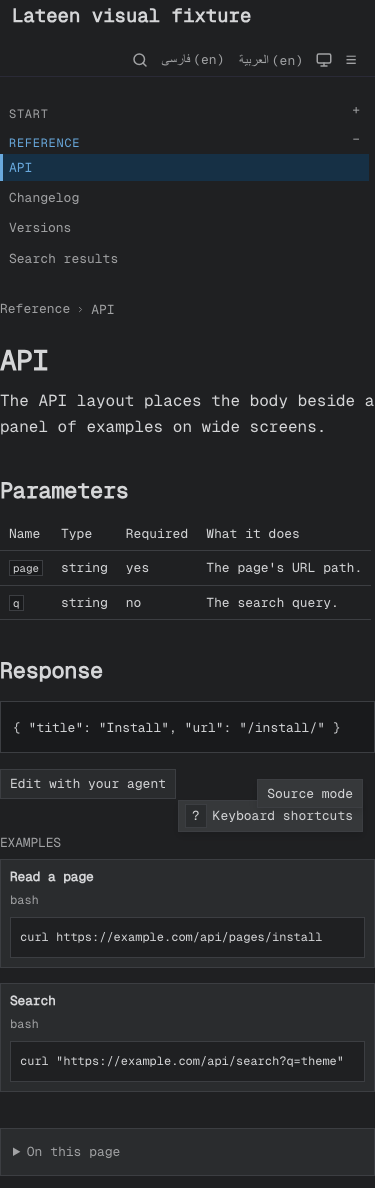 Lateen visual fixture
فارسی (en) العربية (en) ≡
START +
REFERENCE −
API
Changelog
Versions
Search results
Reference › API
API
The API layout places the body beside a
panel of examples on wide screens.
Parameters
Name Type Required What it does
page string yes The page's URL path.
q string no The search query.
Response
{ "title": "Install", "url": "/install/" }
Edit with your agent
Source mode
? Keyboard shortcuts
EXAMPLES
Read a page
bash
curl https://example.com/api/pages/install
Search
bash
curl "https://example.com/api/search?q=theme"
▶ On this page